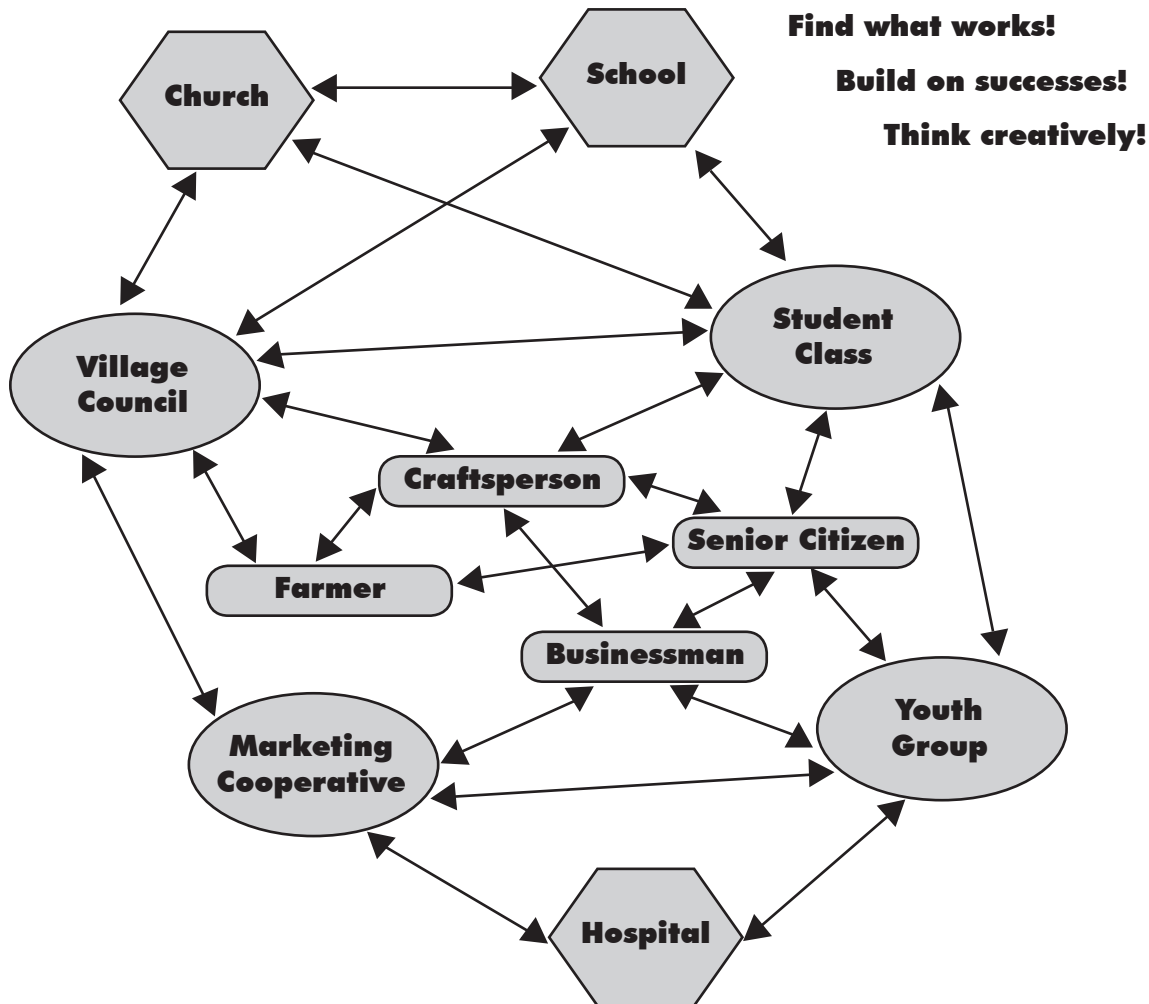 Find what works!
Build on successes!
Think creatively!
Church
School
Student
Class
Village
Council
Craftsperson
Senior Citizen
Farmer
Businessman
Youth
Group
Marketing
Cooperative
Hospital